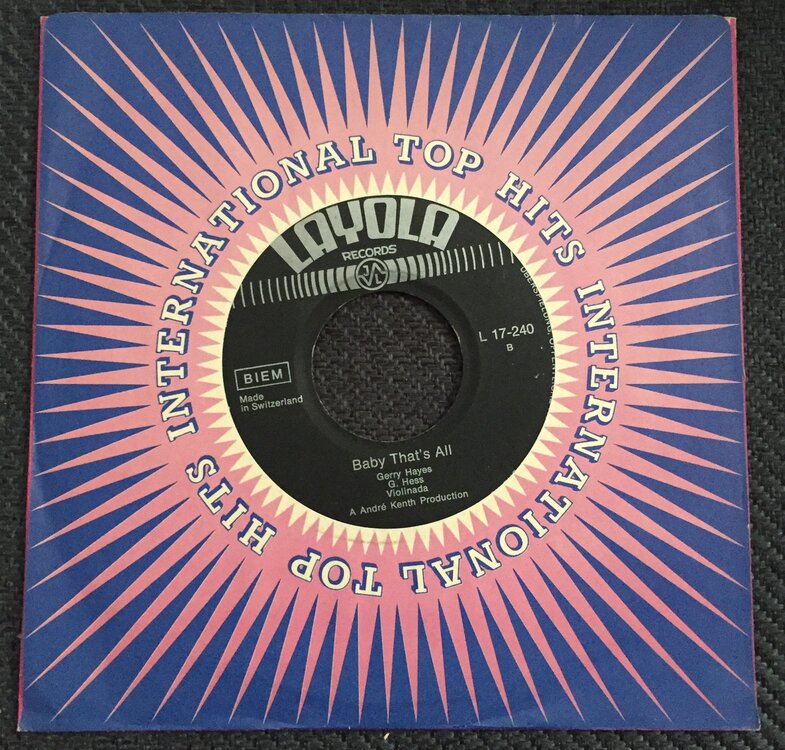 INTERNATIONAL TOP HITS INTERNATIONAL TOP HITS
LAYOLA
RECORDS
L 17-240
B
BIEM
Made
in Switzerland
Baby That's All
Gerry Hayes
G. Hess
Violinada
A André Kenth Production